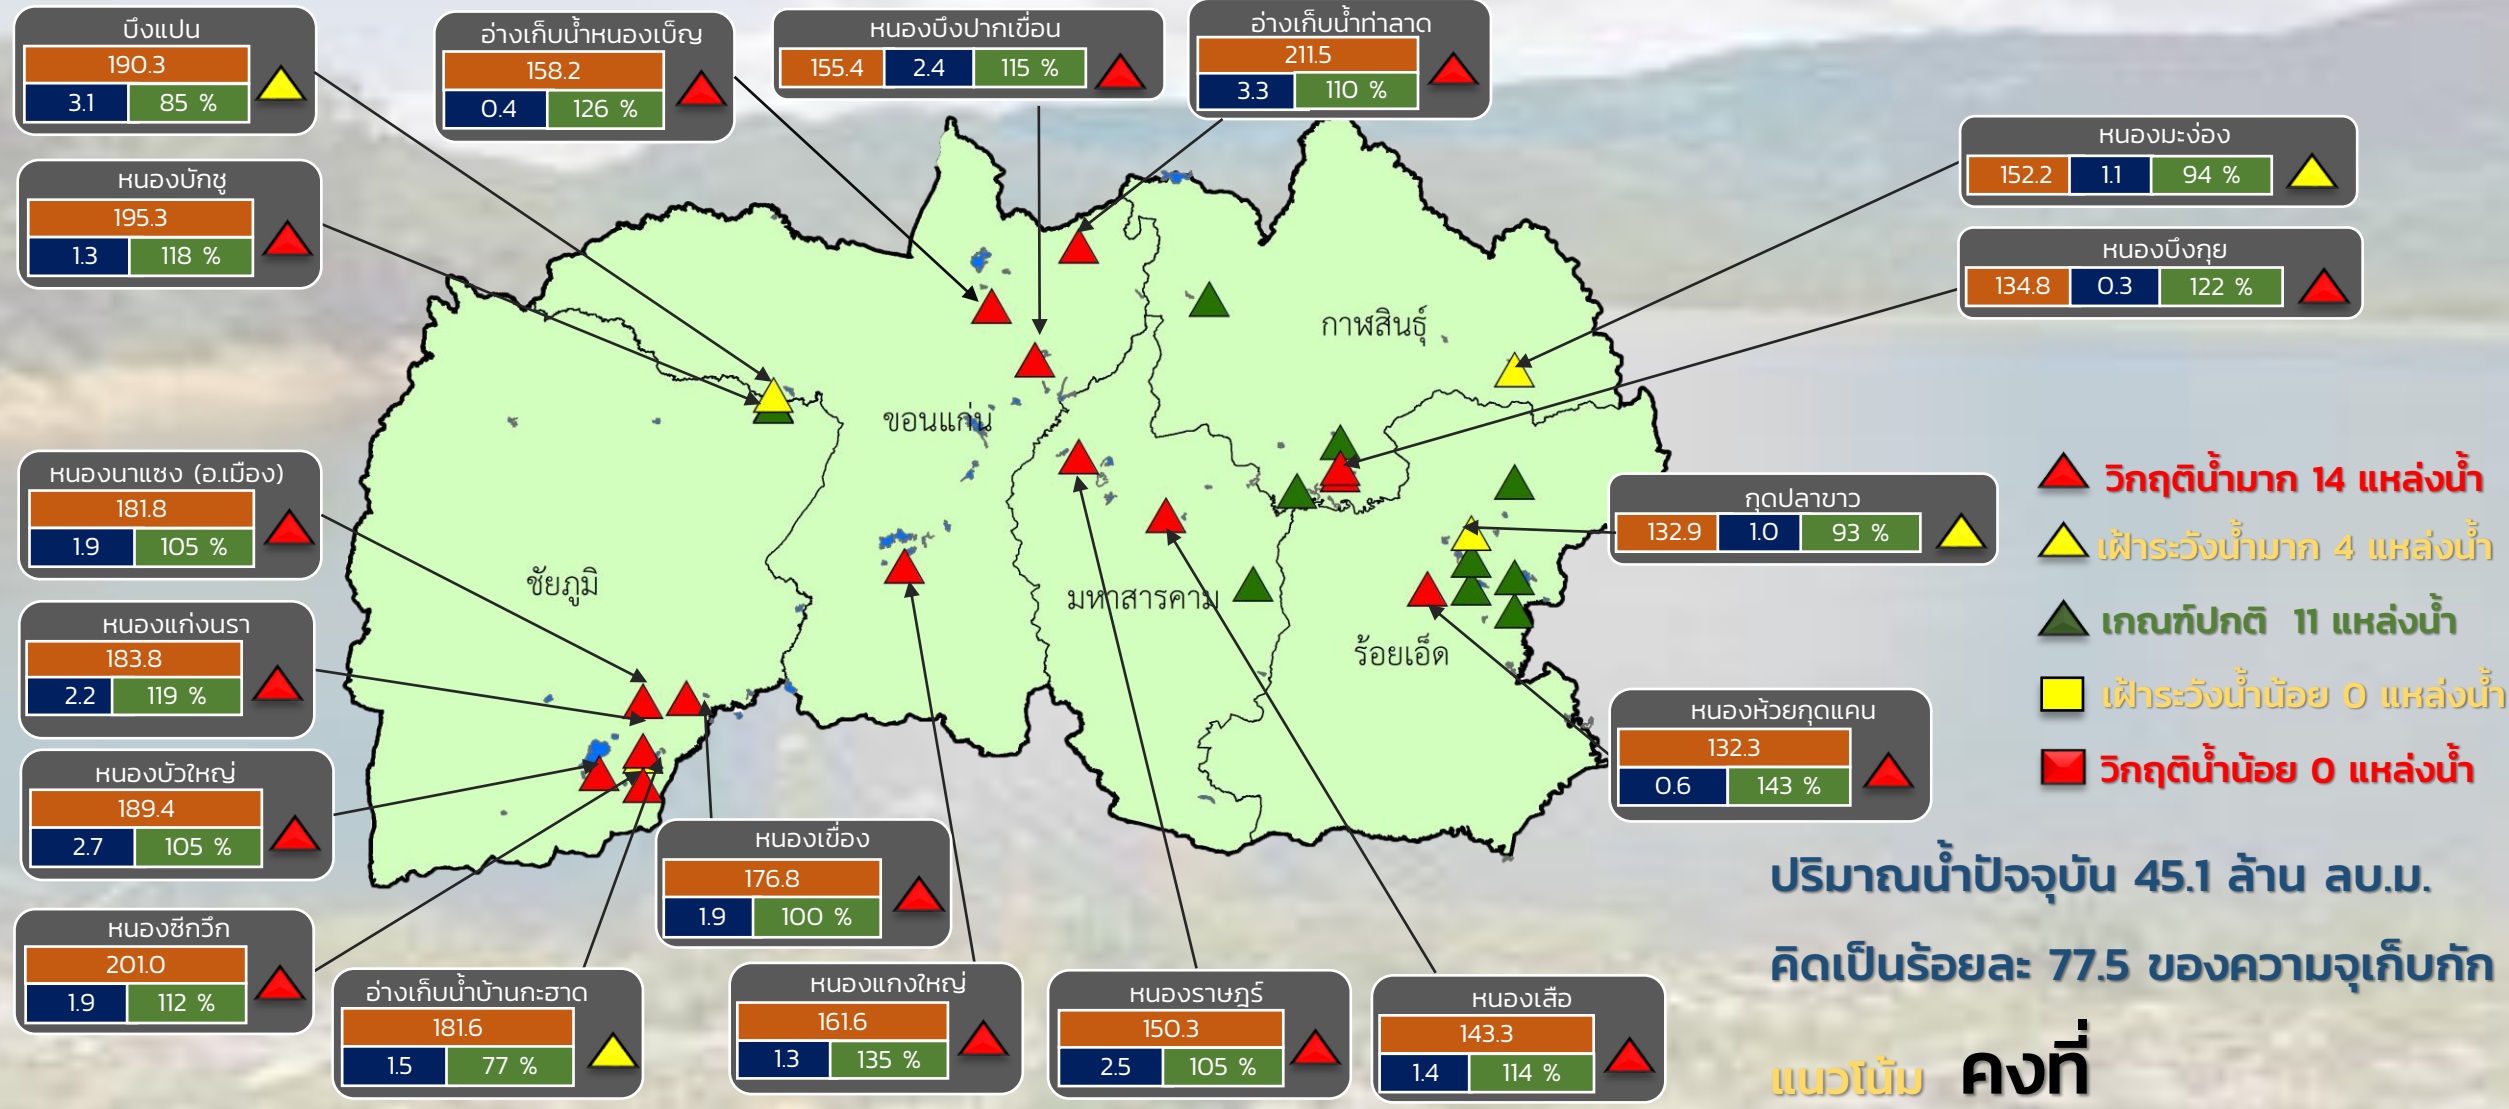 บึงแปน
190.3
3.1 85 %
อ่างเก็บน้ำหนองเบ็ญ
158.2
0.4 126 %
หนองบึงปากเขื่อน
155.4 2.4 115 %
อ่างเก็บน้ำท่าลาด
211.5
3.3 110 %
หนองมะง่อง
152.2 1.1 94 %
หนองบักชู
195.3
1.3 118 %
หนองบึงกุย
134.8 0.3 122 %
กาฬสินธุ์
ขอนแก่น
หนองนาแซง (อ.เมือง)
181.8
1.9 105 %
กุดปลาขาว
132.9 1.0 93 %
ชัยภูมิ
มหาสารคาม
ร้อยเอ็ด
วิกฤติน้ำมาก 14 แหล่งน้ำ
เฝ้าระวังน้ำมาก 4 แหล่งน้ำ
เกณฑ์ปกติ 11 แหล่งน้ำ
เฝ้าระวังน้ำน้อย 0 แหล่งน้ำ
วิกฤติน้ำน้อย 0 แหล่งน้ำ
หนองแก่งนรา
183.8
2.2 119 %
หนองห้วยกุดแคน
132.3
0.6 143 %
หนองบัวใหญ่
189.4
2.7 105 %
หนองเขื่อง
176.8
1.9 100 %
หนองซีกวึก
201.0
1.9 112 %
อ่างเก็บน้ำบ้านกะฮาด
181.6
1.5 77 %
หนองแกงใหญ่
161.6
1.3 135 %
หนองราษฎร์
150.3
2.5 105 %
หนองเสือ
143.3
1.4 114 %
ปริมาณน้ำปัจจุบัน 45.1 ล้าน ลบ.ม.
คิดเป็นร้อยละ 77.5 ของความจุเก็บกัก
แนวโน้ม คงที่